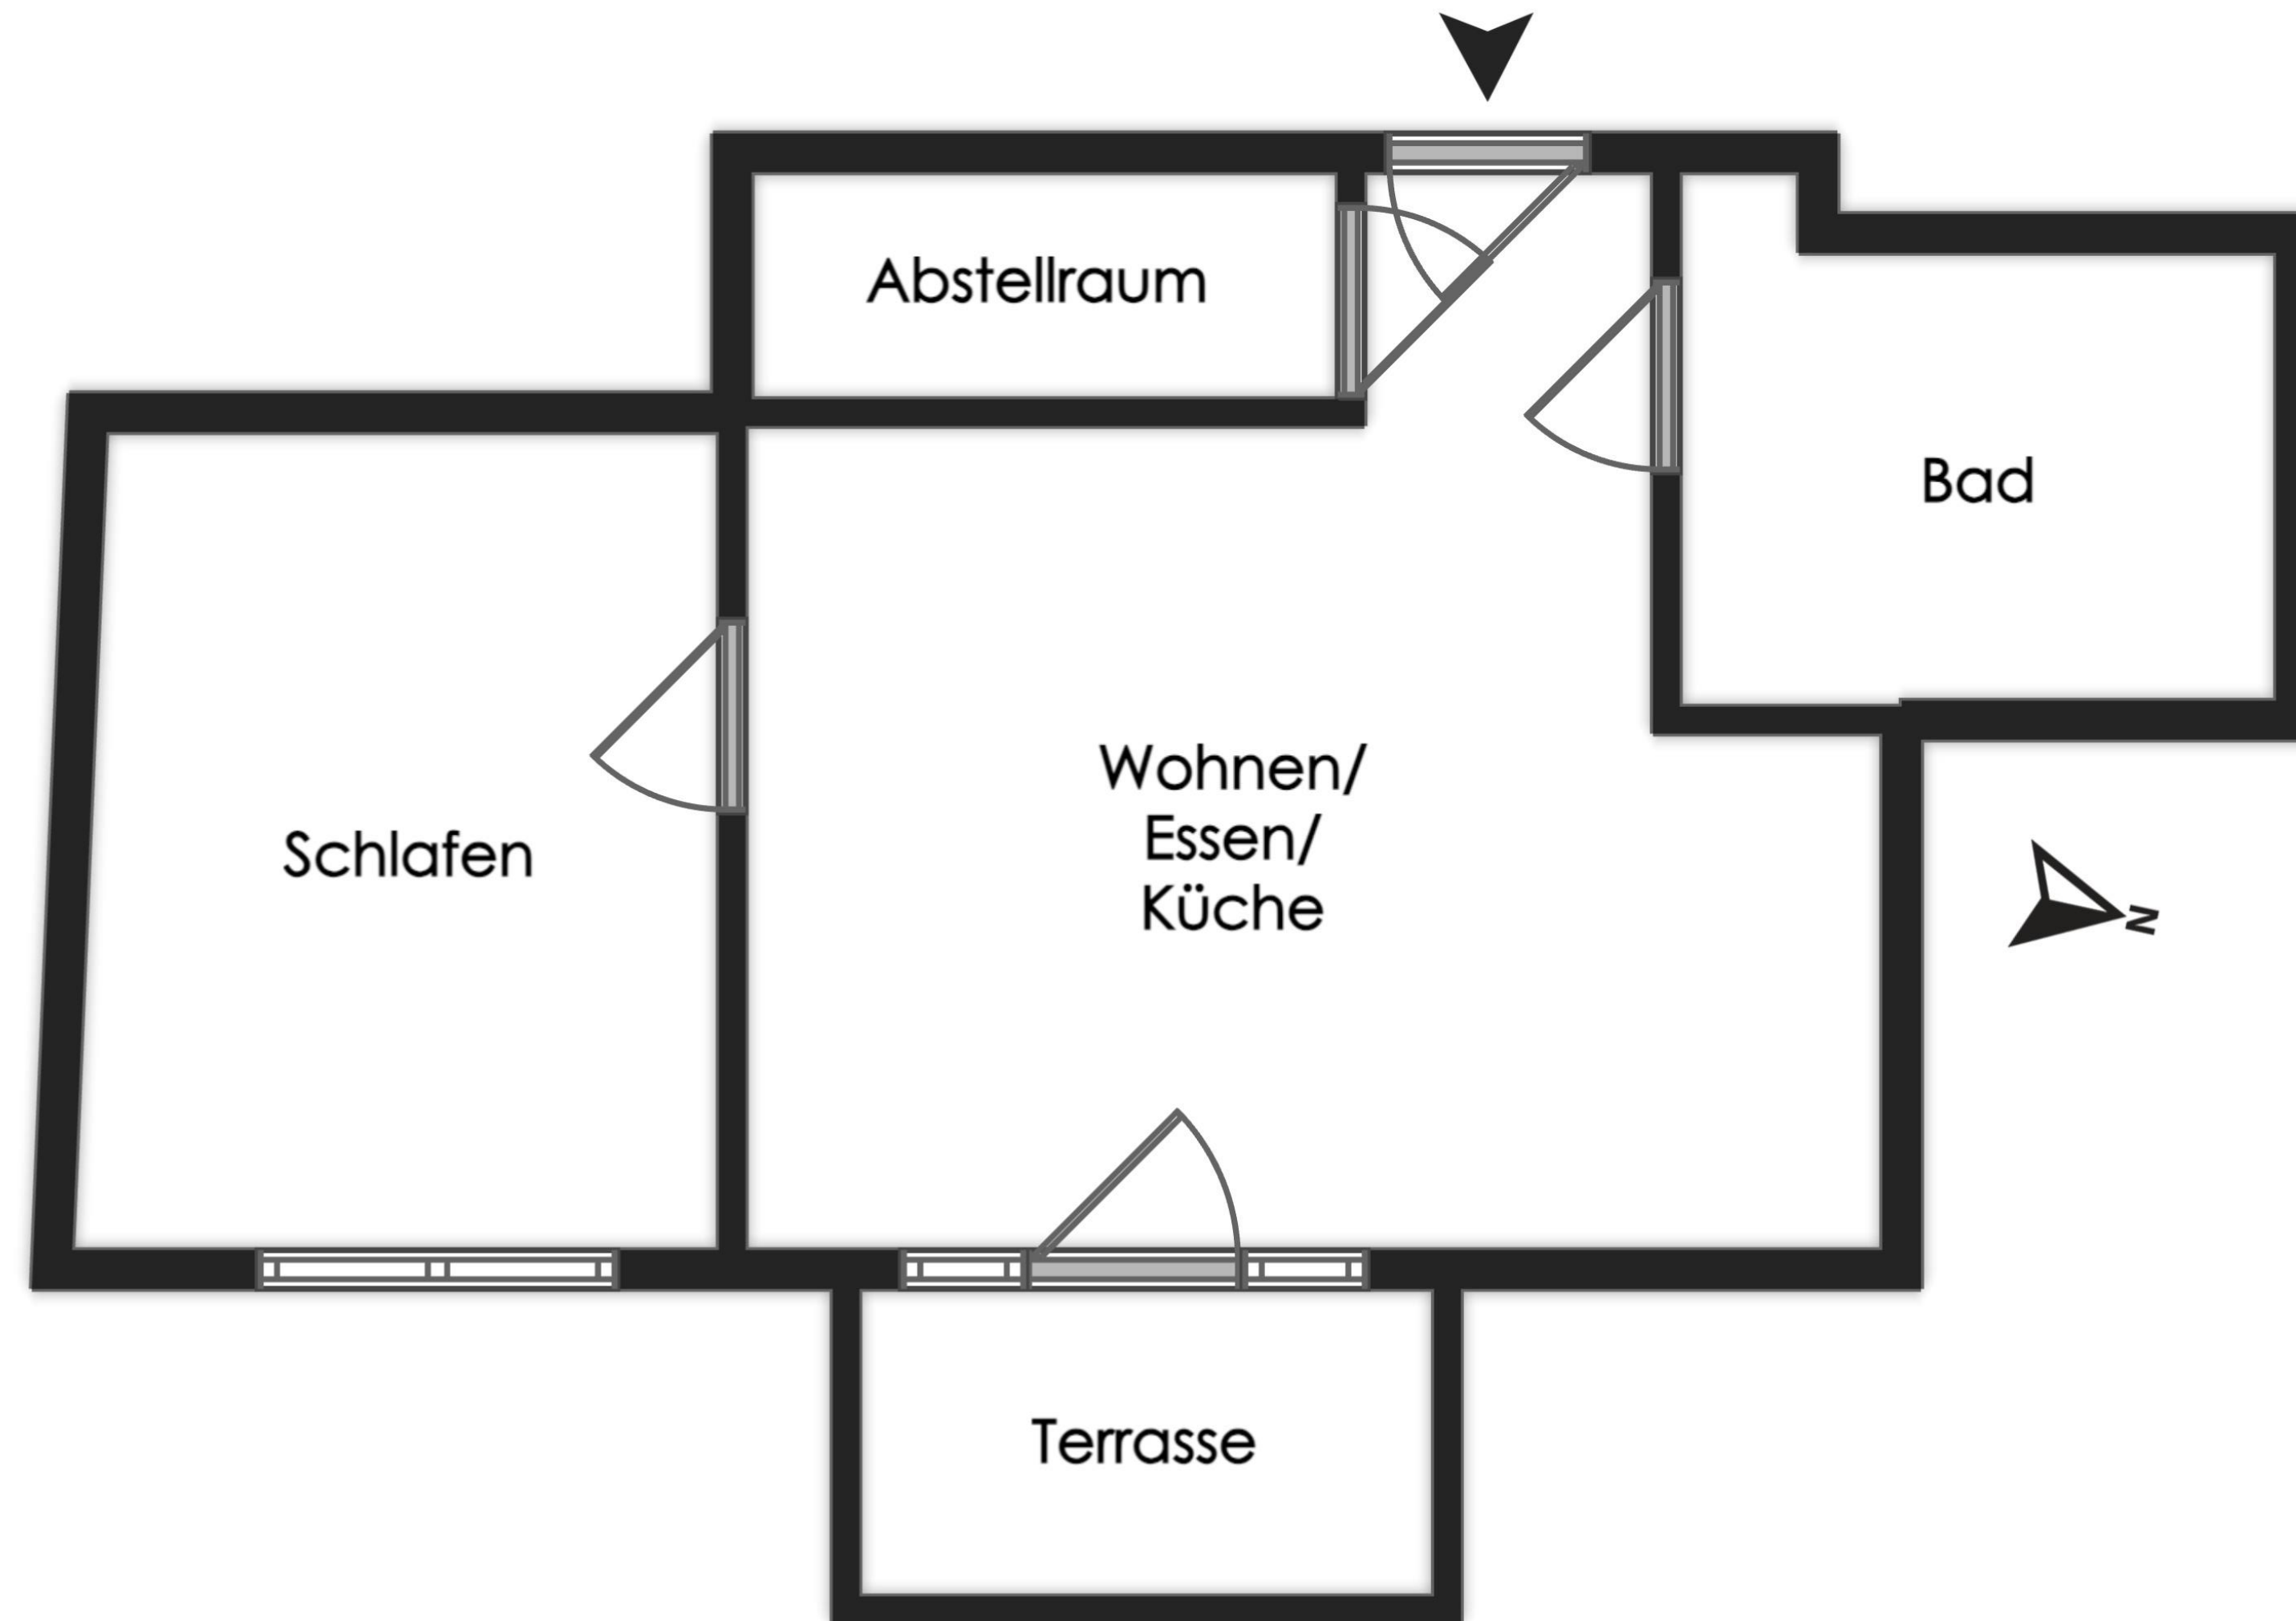 Abstellraum
Bad
Wohnen/
Essen/
Küche
Schlafen
N
Terrasse